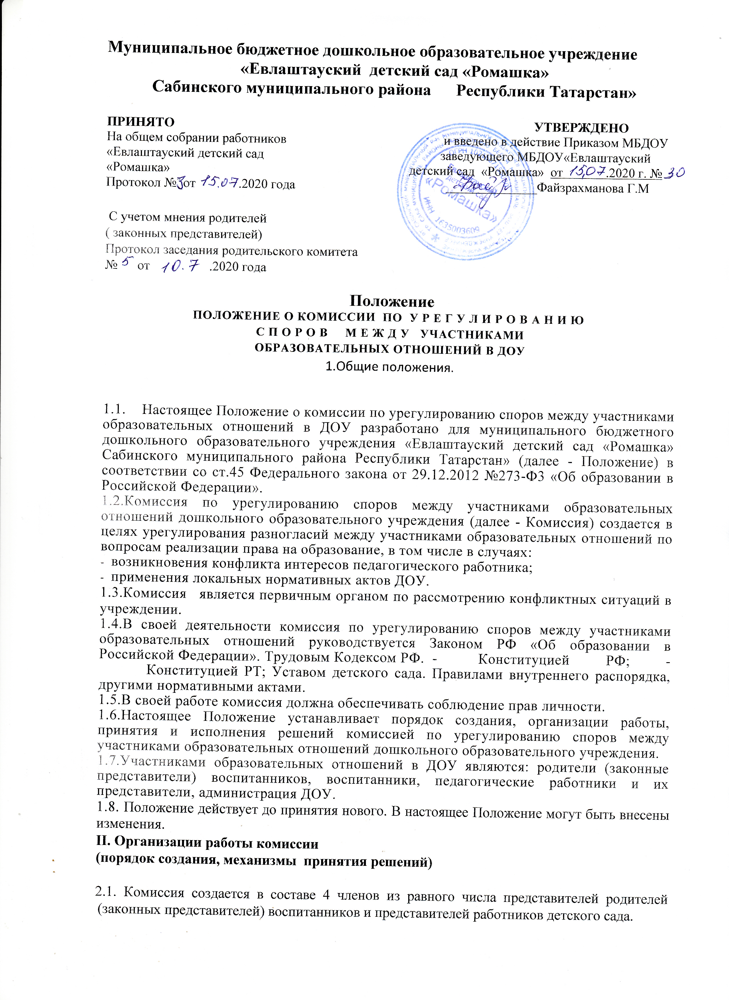 Муниципальное бюджетное дошкольное образовательное учреждение
«Евлаштауский детский сад «Ромашка»
Сабинского муниципального района Республики Татарстан»
ПРИНЯТО
На общем собрании работников
«Евлаштауский детский сад
«Ромашка»
Протокол №3 от 15.07.2020 года
УТВЕРЖДЕНО
и введено в действие Приказом МБДОУ
заведующего МБДОУ«Евлаштауский
детский сад «Ромашка» от 15.07.2020 г. № 30
Файзрахманова Г.М
детский сад
«Ромашка»
ИНН 1635003609
С учетом мнения родителей
( законных представителей)
Протокол заседания родительского комитета
№ 5 от 10.7 .2020 года
Положение
ПОЛОЖЕНИЕ О КОМИССИИ ПО У Р Е Г У Л И Р О В А Н И Ю
С П О Р О В М Е Ж Д У УЧАСТНИКАМИ
ОБРАЗОВАТЕЛЬНЫХ ОТНОШЕНИЙ В ДОУ
1.Общие положения.
1.1. Настоящее Положение о комиссии по урегулированию споров между участниками
образовательных отношений в ДОУ разработано для муниципального бюджетного
дошкольного образовательного учреждения «Евлаштауский детский сад «Ромашка»
Сабинского муниципального района Республики Татарстан» (далее - Положение) в
соответствии со ст.45 Федерального закона от 29.12.2012 №273-ФЗ «Об образовании в
Российской Федерации».
1.2.Комиссия по урегулированию споров между участниками образовательных
отношений дошкольного образовательного учреждения (далее - Комиссия) создается в
целях урегулирования разногласий между участниками образовательных отношений по
вопросам реализации права на образование, в том числе в случаях:
- возникновения конфликта интересов педагогического работника;
- применения локальных нормативных актов ДОУ.
1.3.Комиссия является первичным органом по рассмотрению конфликтных ситуаций в
учреждении.
1.4.В своей деятельности комиссия по урегулированию споров между участниками
образовательных отношений руководствуется Законом РФ «Об образовании в
Российской Федерации». Трудовым Кодексом РФ. - Конституцией РФ; -
Конституцией РТ; Уставом детского сада. Правилами внутреннего распорядка,
другими нормативными актами.
1.5.В своей работе комиссия должна обеспечивать соблюдение прав личности.
1.6.Настоящее Положение устанавливает порядок создания, организации работы,
принятия и исполнения решений комиссией по урегулированию споров между
участниками образовательных отношений дошкольного образовательного учреждения.
1.7.Участниками образовательных отношений в ДОУ являются: родители (законные
представители) воспитанников, воспитанники, педагогические работники и их
представители, администрация ДОУ.
1.8. Положение действует до принятия нового. В настоящее Положение могут быть внесены
изменения.
II. Организации работы комиссии
(порядок создания, механизмы принятия решений)
2.1. Комиссия создается в составе 4 членов из равного числа представителей родителей
(законных представителей) воспитанников и представителей работников детского сада.